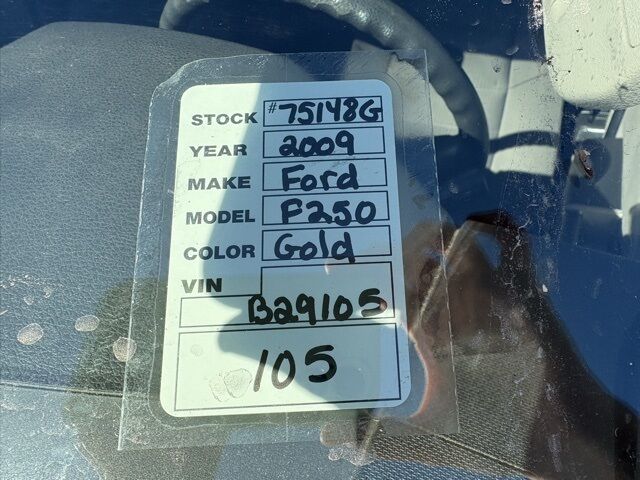 STOCK #75148G
YEAR 2009
MAKE Ford
MODEL F250
COLOR Gold
VIN
B29105
105